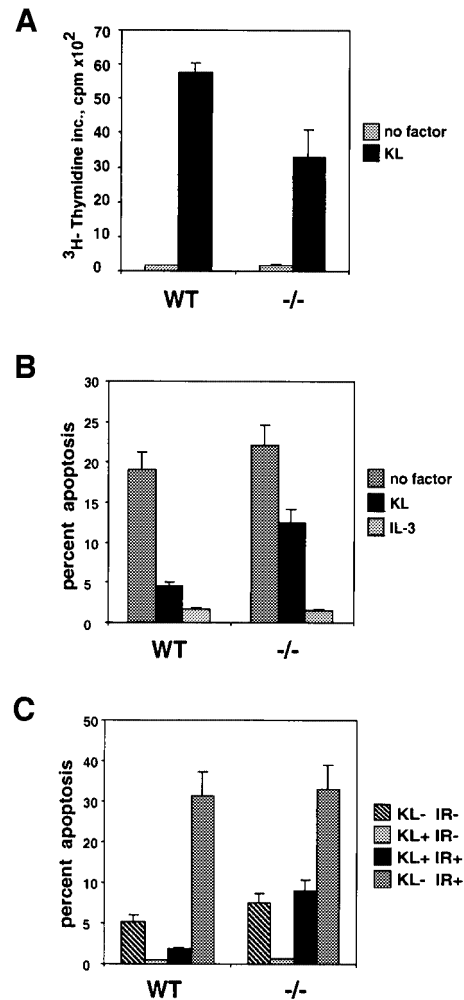 A
³H- Thymidine inc., cpm x10²
70
60
50
40
30
20
10
0
WT
-/-
no factor
KL
B
percent apoptosis
30
25
20
15
10
5
0
WT
-/-
no factor
KL
IL-3
C
percent apoptosis
50
40
30
20
10
5
0
WT
-/-
KL- IR-
KL+ IR-
KL+ IR+
KL- IR+